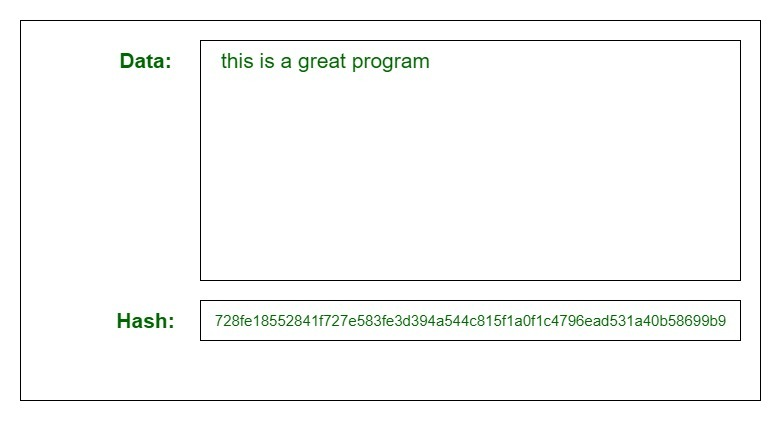 Data: this is a great program
Hash: 728fe18552841f727e583fe3d394a544c815f1a0f1c4796ead531a40b58699b9